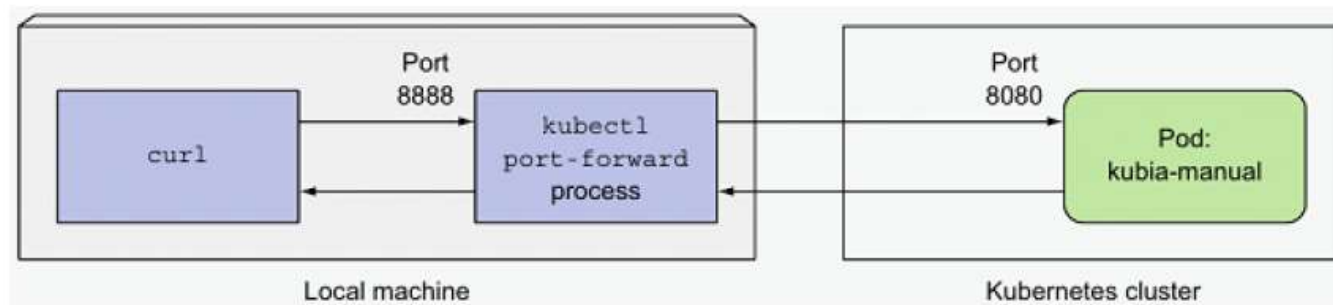 Port
8888
Port
8080
curl
kubectl
port-forward
process
Pod:
kubia-manual
Local machine
Kubernetes cluster